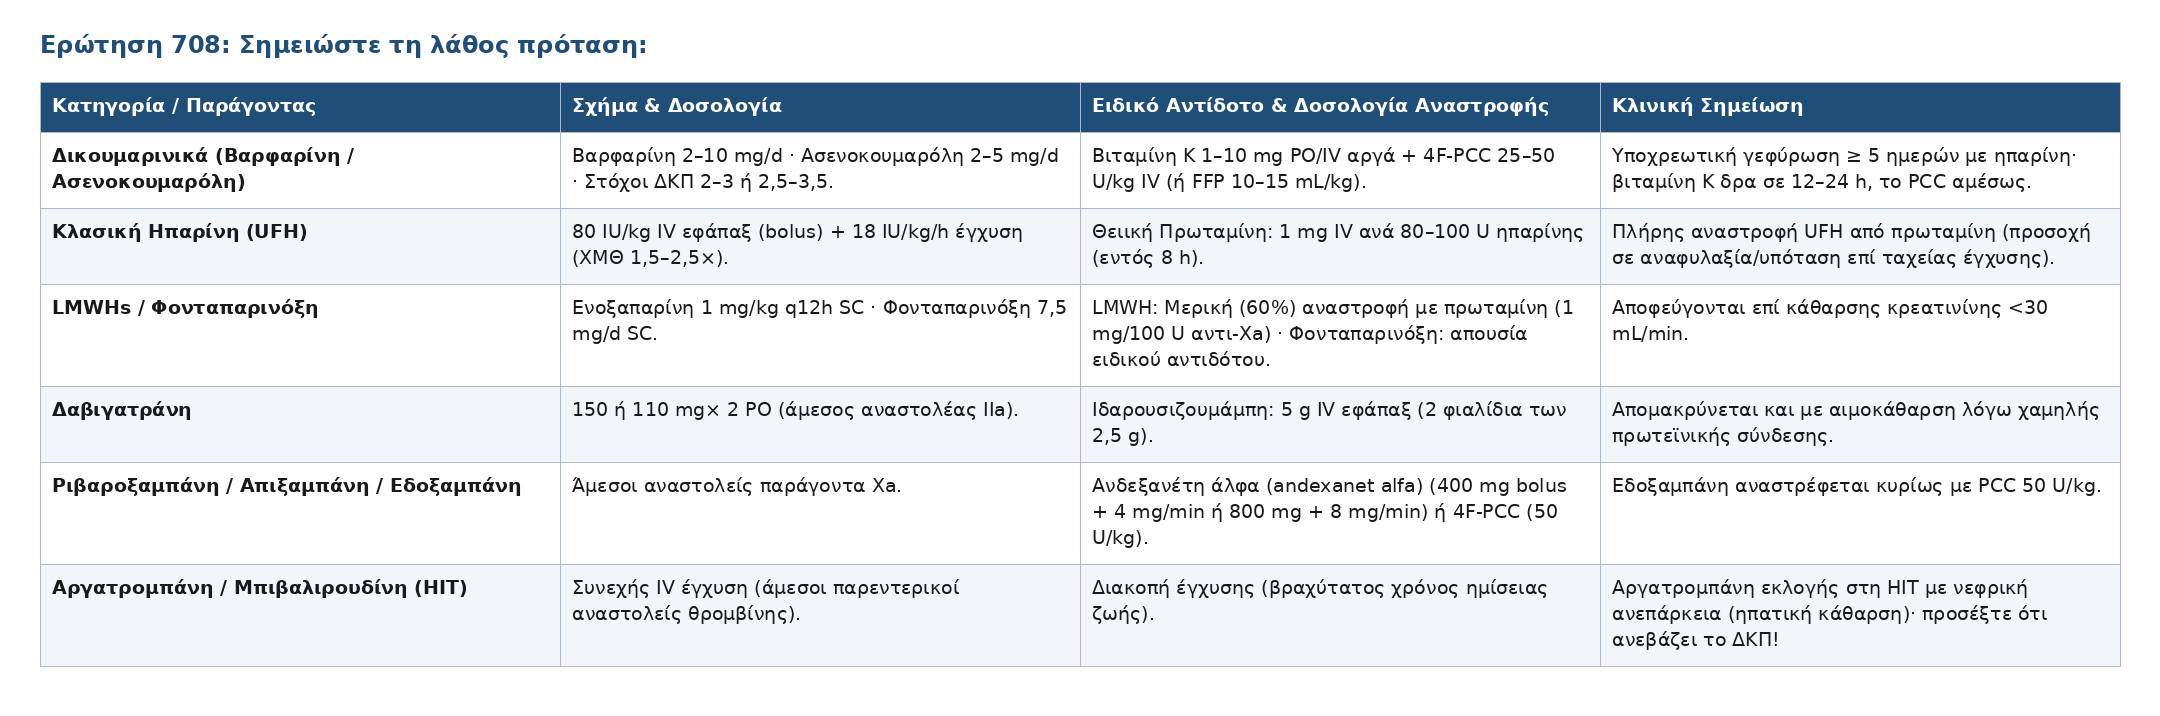 Ερώτηση 708: Σημειώστε τη λάθος πρόταση:
Κατηγορία / Παράγοντας
Σχήμα & Δοσολογία
Ειδικό Αντίδοτο & Δοσολογία Αναστροφής
Κλινική Σημείωση
Δικουμαρινικά (Βαρφαρίνη /
Ασενοκουμαρόλη)
Βαρφαρίνη 2–10 mg/d · Ασενοκουμαρόλη 2–5 mg/d
· Στόχοι ΔΚΠ 2–3 ή 2,5–3,5.
Βιταμίνη Κ 1–10 mg PO/IV αργά + 4F-PCC 25–50
U/kg IV (ή FFP 10–15 mL/kg).
Υποχρεωτική γεφύρωση ≥ 5 ημερών με ηπαρίνη·
βιταμίνη Κ δρα σε 12–24 h, το PCC αμέσως.
Κλασική Ηπαρίνη (UFH)
80 IU/kg IV εφάπαξ (bolus) + 18 IU/kg/h έγχυση
(ΧΜΘ 1,5–2,5×).
Θειική Πρωταμίνη: 1 mg IV ανά 80–100 U ηπαρίνης
(εντός 8 h).
Πλήρης αναστροφή UFH από πρωταμίνη (προσοχή
σε αναφυλαξία/υπόταση επί ταχείας έγχυσης).
LMWHs / Φονταπαρινόξη
Ενοξαπαρίνη 1 mg/kg q12h SC · Φονταπαρινόξη 7,5
mg/d SC.
LMWH: Μερική (60%) αναστροφή με πρωταμίνη (1
mg/100 U αντι-Xa) · Φονταπαρινόξη: απουσία
ειδικού αντιδότου.
Αποφεύγονται επί κάθαρσης κρεατινίνης <30
mL/min.
Δαβιγατράνη
150 ή 110 mg× 2 PO (άμεσος αναστολέας IIa).
Ιδαρουσιζουμάμπη: 5 g IV εφάπαξ (2 φιαλίδια των
2,5 g).
Απομακρύνεται και με αιμοκάθαρση λόγω χαμηλής
πρωτεϊνικής σύνδεσης.
Ριβαροξαμπάνη / Απιξαμπάνη / Εδοξαμπάνη
Άμεσοι αναστολείς παράγοντα Xa.
Ανδεξανέτη άλφα (andexanet alfa) (400 mg bolus
+ 4 mg/min ή 800 mg + 8 mg/min) ή 4F-PCC (50
U/kg).
Εδοξαμπάνη αναστρέφεται κυρίως με PCC 50 U/kg.
Αργατρομπάνη / Μπιβαλιρουδίνη (HIT)
Συνεχής IV έγχυση (άμεσοι παρεντερικοί
αναστολείς θρομβίνης).
Διακοπή έγχυσης (βραχύτατος χρόνος ημίσειας
ζωής).
Αργατρομπάνη εκλογής στη HIT με νεφρική
ανεπάρκεια (ηπατική κάθαρση)· προσέξτε ότι
ανεβάζει το ΔΚΠ!